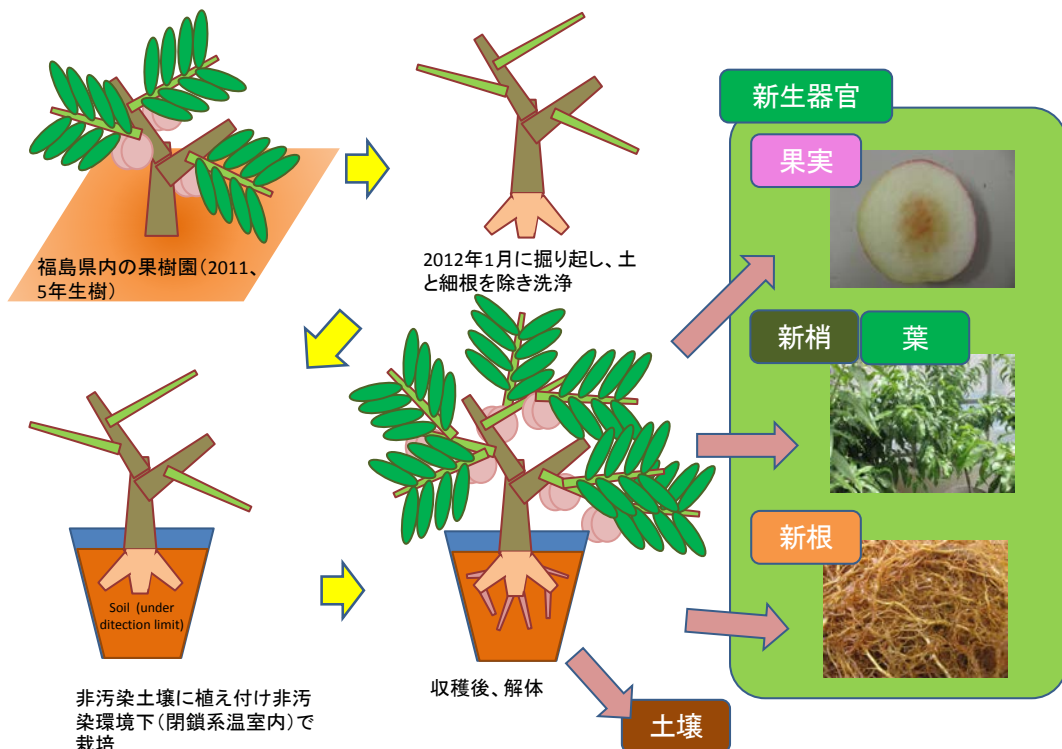 福島県内の果樹園(2011、
5年生樹)
2012年1月に掘り起し、土
と細根を除き洗浄
新生器官
果実
新梢
葉
新根
Soil (under
ditection limit)
非汚染土壌に植え付け非汚
染環境下(閉鎖系温室内)で
栽培
収穫後、解体
土壌